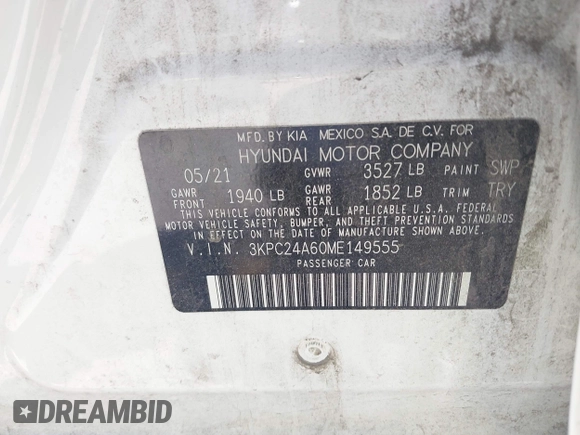 MFD. BY KIA MEXICO S.A. DE C.V. FOR
HYUNDAI MOTOR COMPANY
05/21 GVWR 3527 LB PAINT SWP
GAWR FRONT 1940 LB GAWR REAR 1852 LB TRIM TRY
THIS VEHICLE CONFORMS TO ALL APPLICABLE U.S.A. FEDERAL
MOTOR VEHICLE SAFETY, BUMPER, AND THEFT PREVENTION STANDARDS
IN EFFECT ON THE DATE OF MANUFACTURE SHOWN ABOVE.
V.I.N. 3KPC24A60ME149555
PASSENGER CAR
DREAMBID